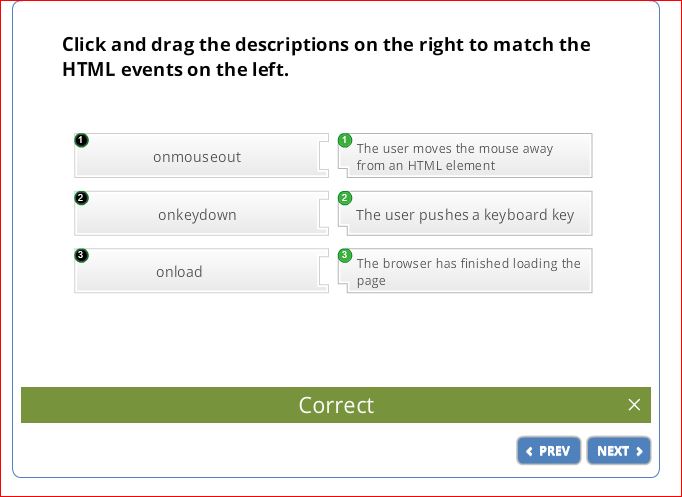 Click and drag the descriptions on the right to match the
HTML events on the left.
1 onmouseout
1 The user moves the mouse away
from an HTML element
2 onkeydown
2 The user pushes a keyboard key
3 onload
3 The browser has finished loading the
page
Correct ×
PREV NEXT